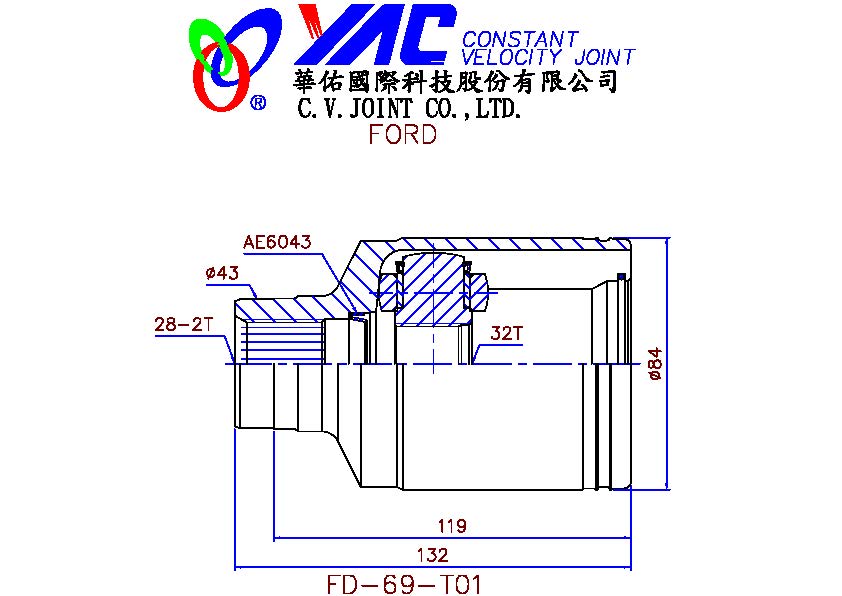 YAC CONSTANT
VELOCITY JOINT
®
華佑國際科技股份有限公司
C.V.JOINT CO.,LTD.
FORD
AE6043
ø43
28-2T
32T
ø84
119
132
FD-69-T01